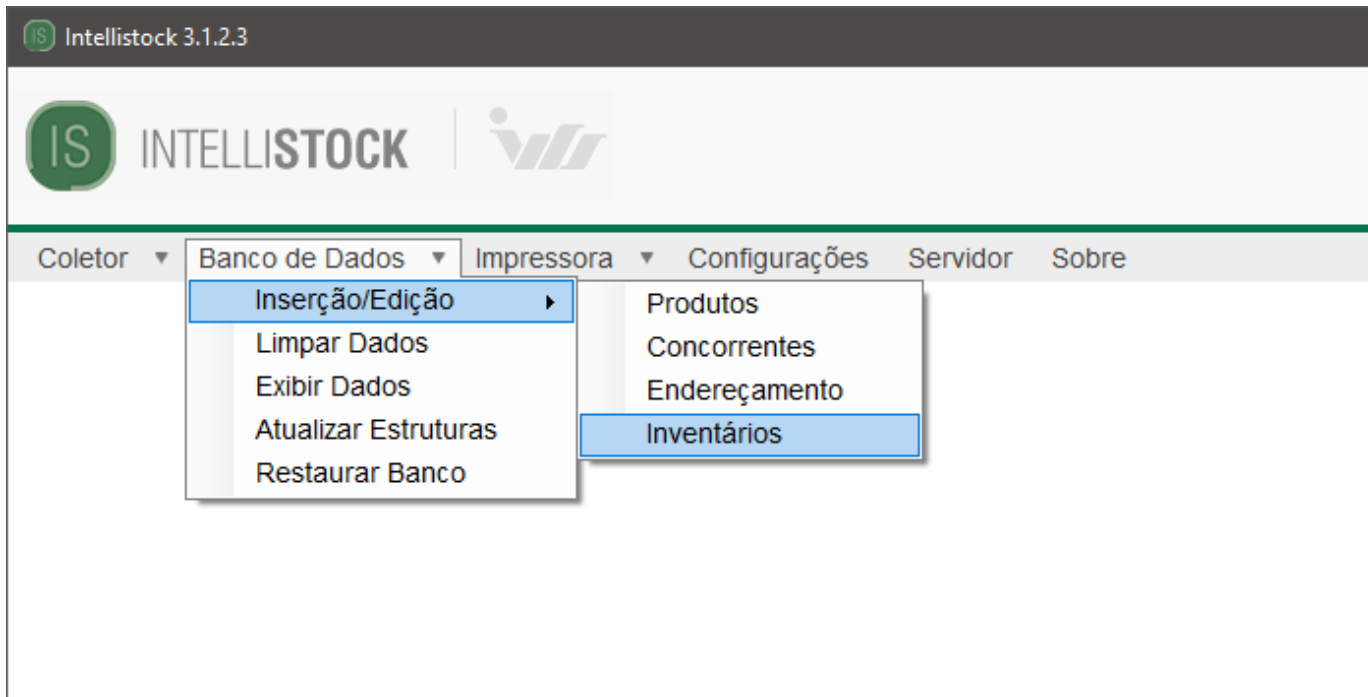 IS Intellistock 3.1.2.3
IS INTELLISTOCK iws
Coletor Banco de Dados Impressora Configurações Servidor Sobre
Inserção/Edição
Limpar Dados
Exibir Dados
Atualizar Estruturas
Restaurar Banco
Produtos
Concorrentes
Endereçamento
Inventários